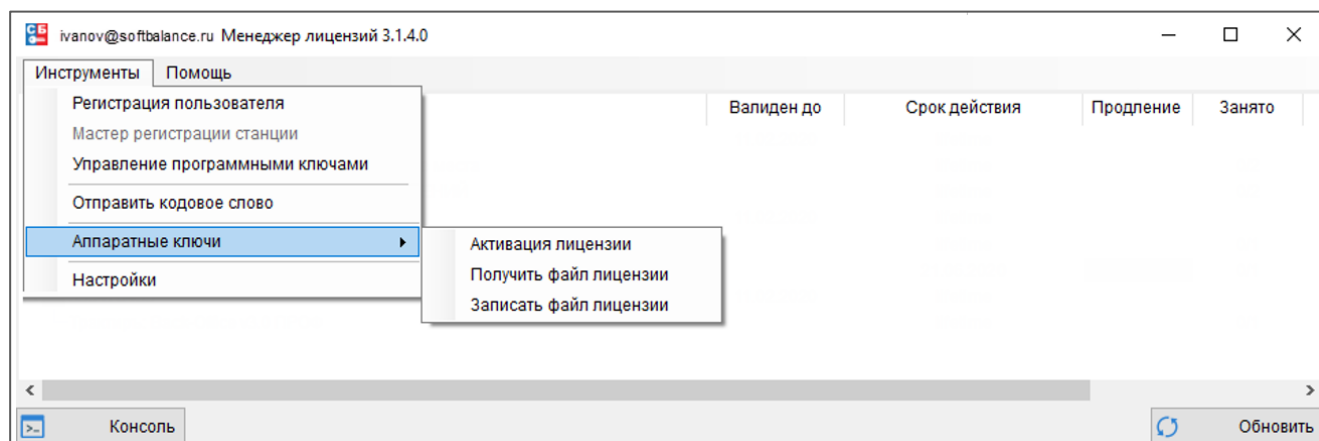 СБ
ivanov@softbalance.ru Менеджер лицензий 3.1.4.0
Инструменты Помощь
Регистрация пользователя
Мастер регистрации станции
Управление программными ключами
Отправить кодовое слово
Аппаратные ключи
Настройки
Активация лицензии
Получить файл лицензии
Записать файл лицензии
Валиден до Срок действия Продление Занято
Консоль Обновить